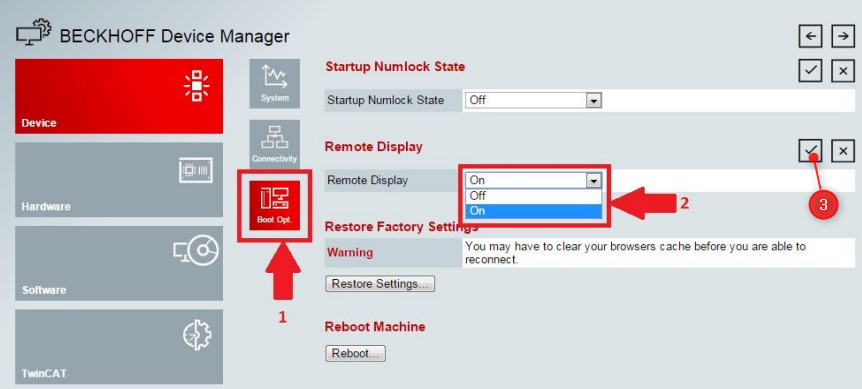 BECKHOFF Device Manager
Device
Hardware
Software
TwinCAT
System
Connectivity
Boot Opt.
1
Startup Numlock State
Startup Numlock State Off
Remote Display
Remote Display On
Off
On
2
3
Restore Factory Settings
Warning You may have to clear your browsers cache before you are able to
reconnect.
Restore Settings...
Reboot Machine
Reboot...